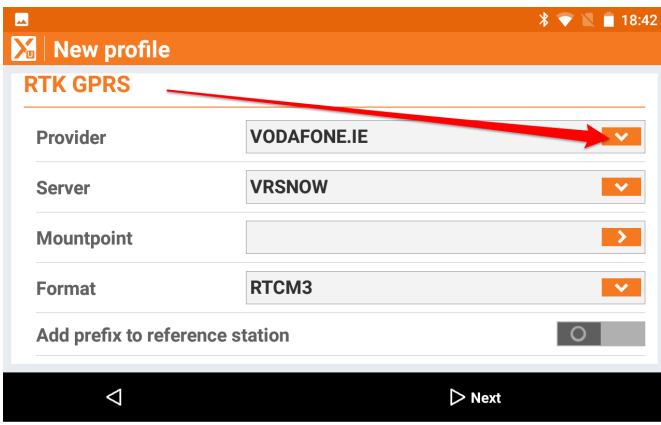 18:42
Xu New profile
RTK GPRS
Provider VODAFONE.IE
Server VRSNOW
Mountpoint
Format RTCM3
Add prefix to reference station
Next